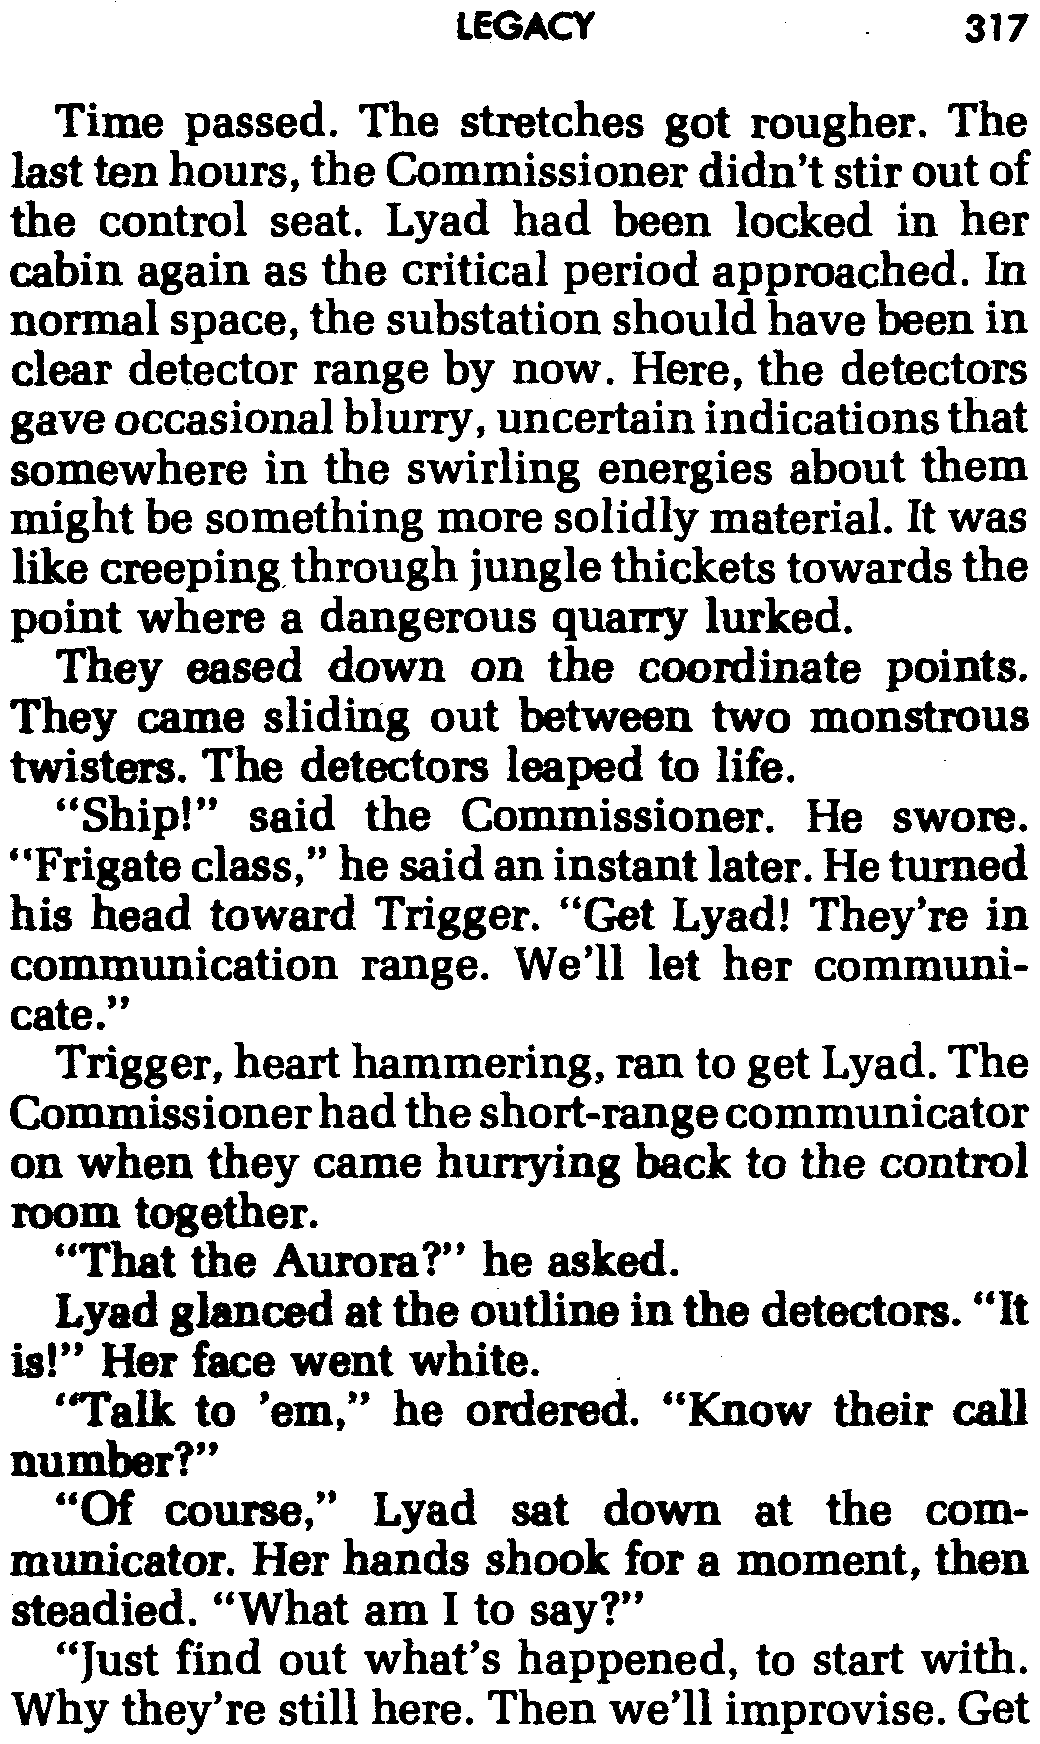 LEGACY 317
Time passed. The stretches got rougher. The
last ten hours, the Commissioner didn't stir out of
the control seat. Lyad had been locked in her
cabin again as the critical period approached. In
normal space, the substation should have been in
clear detector range by now. Here, the detectors
gave occasional blurry, uncertain indications that
somewhere in the swirling energies about them
might be something more solidly material. It was
like creeping through jungle thickets towards the
point where a dangerous quarry lurked.
They eased down on the coordinate points.
They came sliding out between two monstrous
twisters. The detectors leaped to life.
“Ship!” said the Commissioner. He swore.
“Frigate class,” he said an instant later. He turned
his head toward Trigger. “Get Lyad! They're in
communication range. We'll let her communi-
cate.”
Trigger, heart hammering, ran to get Lyad. The
Commissioner had the short-range communicator
on when they came hurrying back to the control
room together.
“That the Aurora?” he asked.
Lyad glanced at the outline in the detectors. “It
is!” Her face went white.
“Talk to 'em,” he ordered. “Know their call
number?”
“Of course,” Lyad sat down at the com-
municator. Her hands shook for a moment, then
steadied. “What am I to say?”
“Just find out what's happened, to start with.
Why they're still here. Then we'll improvise. Get